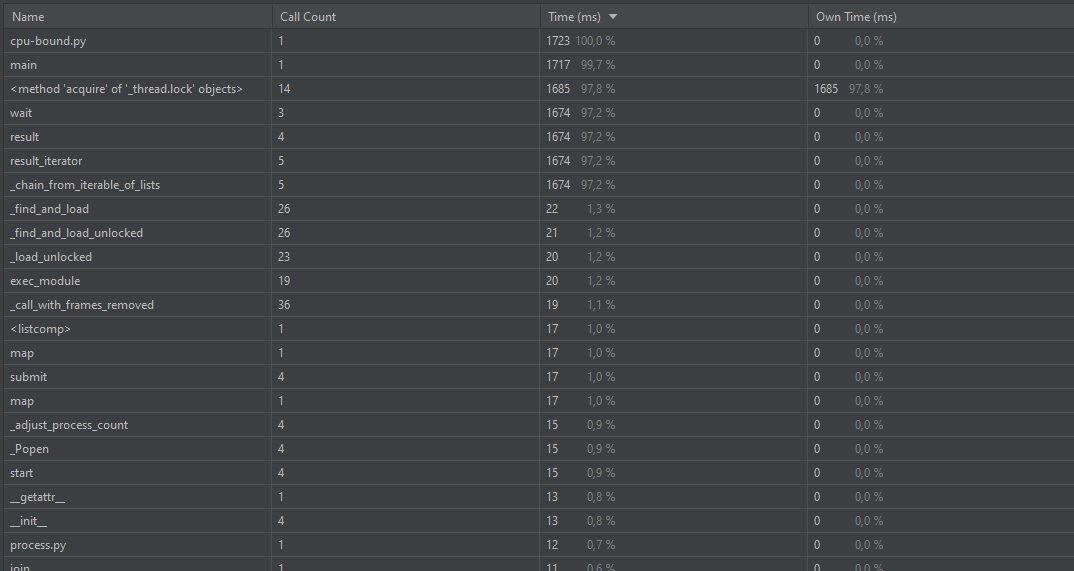 Name Call Count Time (ms) Own Time (ms)
cpu-bound.py 1 1723 100,0 % 0 0,0 %
main 1 1717 99,7 % 0 0,0 %
<method 'acquire' of '_thread.lock' objects> 14 1685 97,8 % 1685 97,8 %
wait 3 1674 97,2 % 0 0,0 %
result 4 1674 97,2 % 0 0,0 %
result_iterator 5 1674 97,2 % 0 0,0 %
_chain_from_iterable_of_lists 5 1674 97,2 % 0 0,0 %
_find_and_load 26 22 1,3 % 0 0,0 %
_find_and_load_unlocked 26 21 1,2 % 0 0,0 %
_load_unlocked 23 20 1,2 % 0 0,0 %
exec_module 19 20 1,2 % 0 0,0 %
_call_with_frames_removed 36 19 1,1 % 0 0,0 %
<listcomp> 1 17 1,0 % 0 0,0 %
map 1 17 1,0 % 0 0,0 %
submit 4 17 1,0 % 0 0,0 %
map 1 17 1,0 % 0 0,0 %
_adjust_process_count 4 15 0,9 % 0 0,0 %
_Popen 4 15 0,9 % 0 0,0 %
start 4 15 0,9 % 0 0,0 %
__getattr__ 1 13 0,8 % 0 0,0 %
__init__ 4 13 0,8 % 0 0,0 %
process.py 1 12 0,7 % 0 0,0 %
join 1 11 0,6 % 0 0,0 %